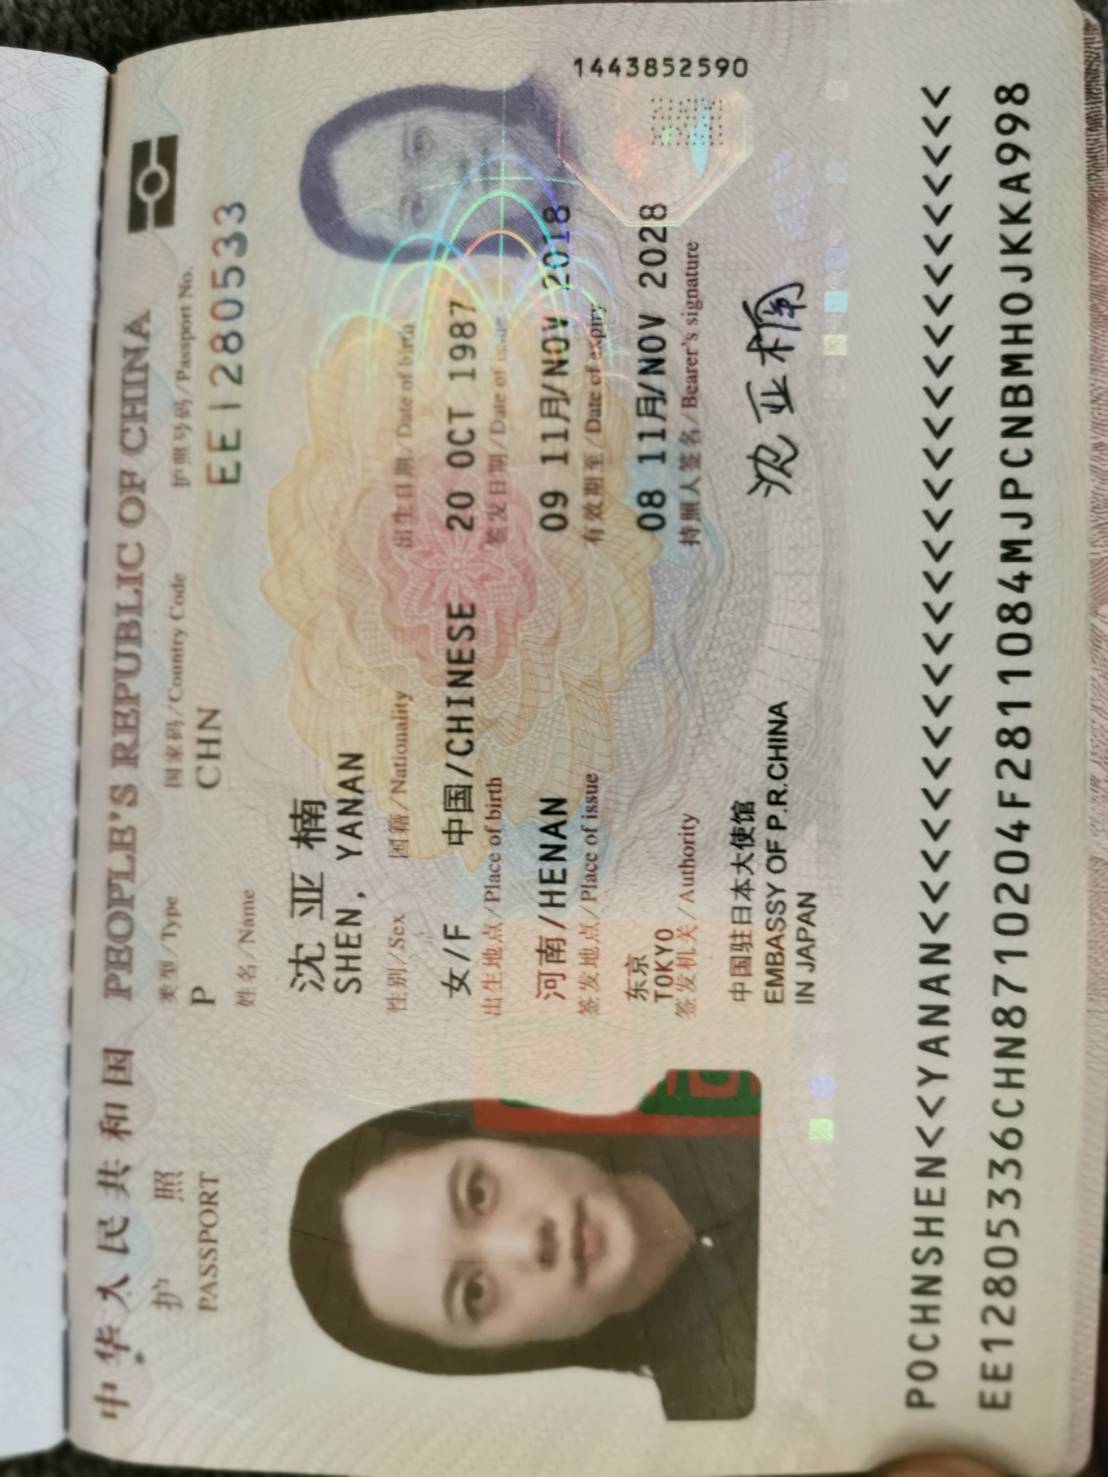 中华人民共和国 PEOPLE'S REPUBLIC OF CHINA
护 照
PASSPORT
类型/Type 国家码/Country Code 护照号码/Passport No.
P CHN EE1280533
姓名/Name
沈亚楠
SHEN, YANAN
性别/Sex 国籍/Nationality 出生日期/Date of birth
女/F 中国/CHINESE 20 OCT 1987
出生地点/Place of birth 签发日期/Date of issue
河南/HENAN 09 11月/NOV 2018
签发地点/Place of issue 有效期至/Date of expiry
东京
TOKYO 08 11月/NOV 2028
签发机关/Authority 持照人签名/Bearer's signature
中国驻日本大使馆
EMBASSY OF P.R.CHINA
IN JAPAN
沈亚楠
1443852590
POCHNSHEN<<YANAN<<<<<<<<<<<<<<<<<<<<<<<<<<<<
EE12805336CHN8710204F2811084MJPCNBMHOJKKA998